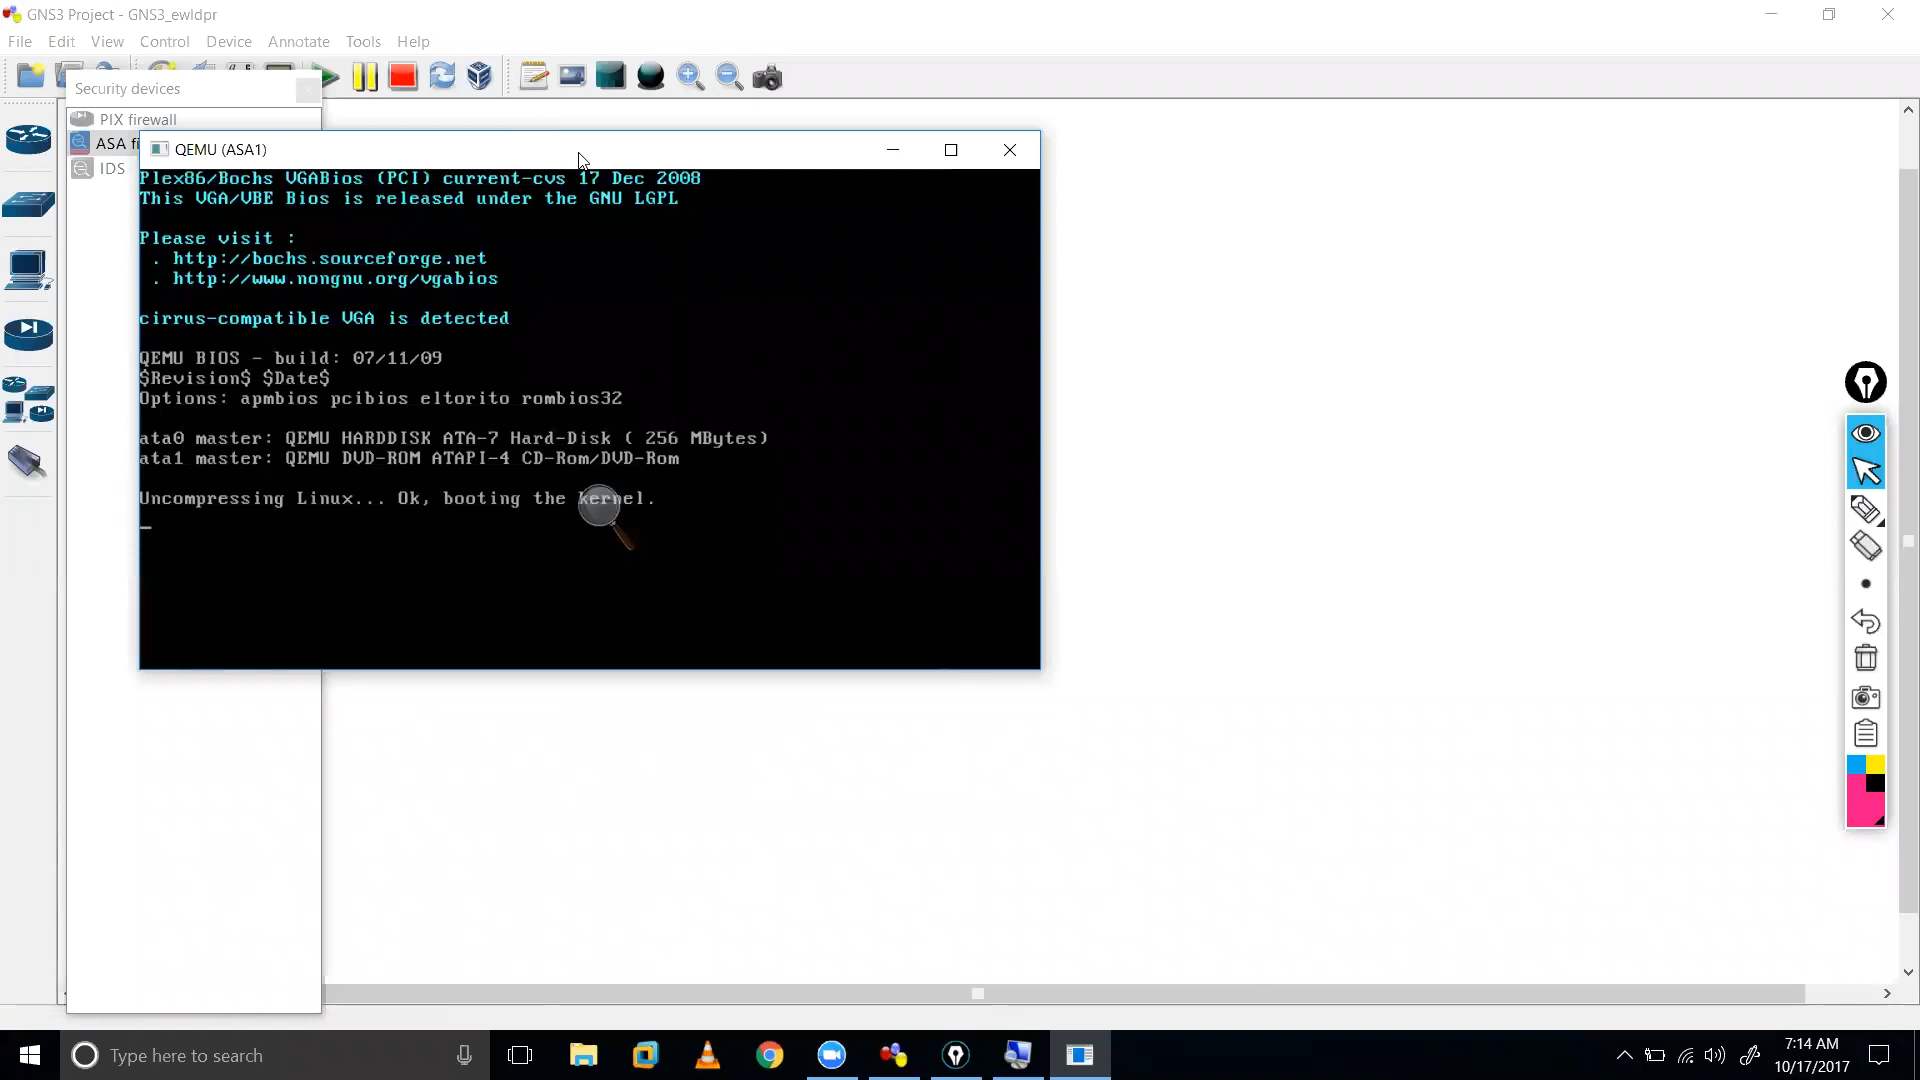 GNS3 Project - GNS3_ewldpr
File Edit View Control Device Annotate Tools Help
Security devices
PIX firewall
ASA fi
IDS
QEMU (ASA1)
Plex86/Bochs VGABios (PCI) current-cvs 17 Dec 2008
This VGA/VBE Bios is released under the GNU LGPL
Please visit :
. http://bochs.sourceforge.net
. http://www.nongnu.org/vgabios
cirrus-compatible VGA is detected
QEMU BIOS - build: 07/11/09
$Revision$ $Date$
Options: apmbios pcibios eltorito rombios32
ata0 master: QEMU HARDDISK ATA-7 Hard-Disk ( 256 MBytes)
ata1 master: QEMU DVD-ROM ATAPI-4 CD-Rom/DVD-Rom
Uncompressing Linux... Ok, booting the kernel.
_
Type here to search
7:14 AM
10/17/2017